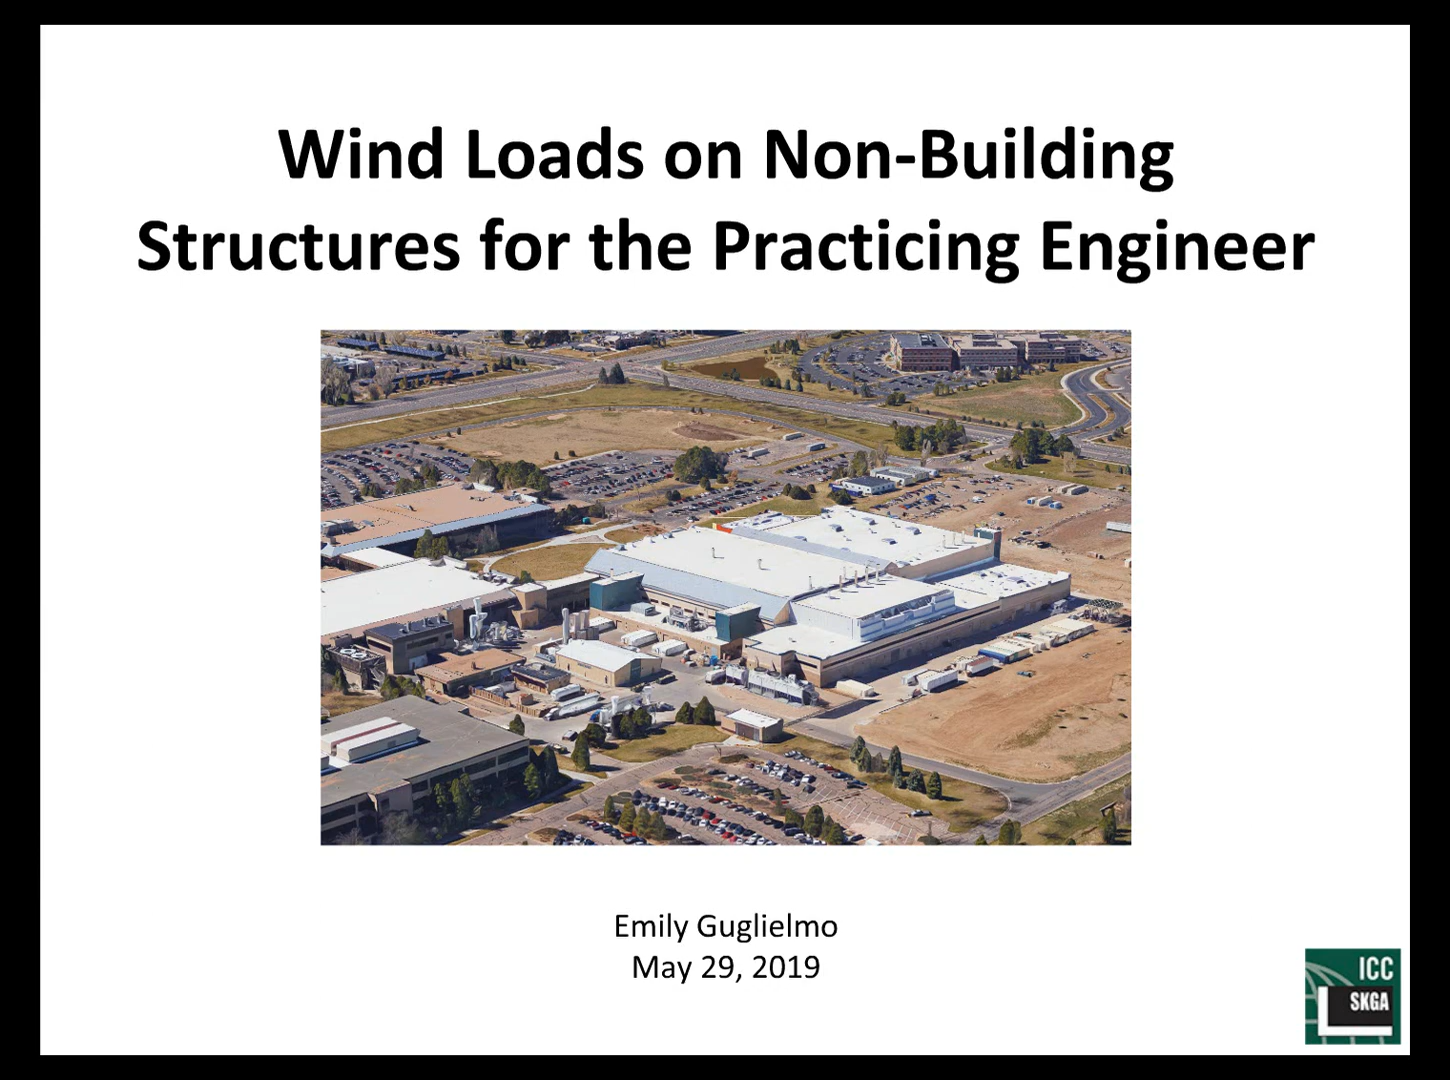 Wind Loads on Non-Building
Structures for the Practicing Engineer
Emily Guglielmo
May 29, 2019
ICC
SKGA